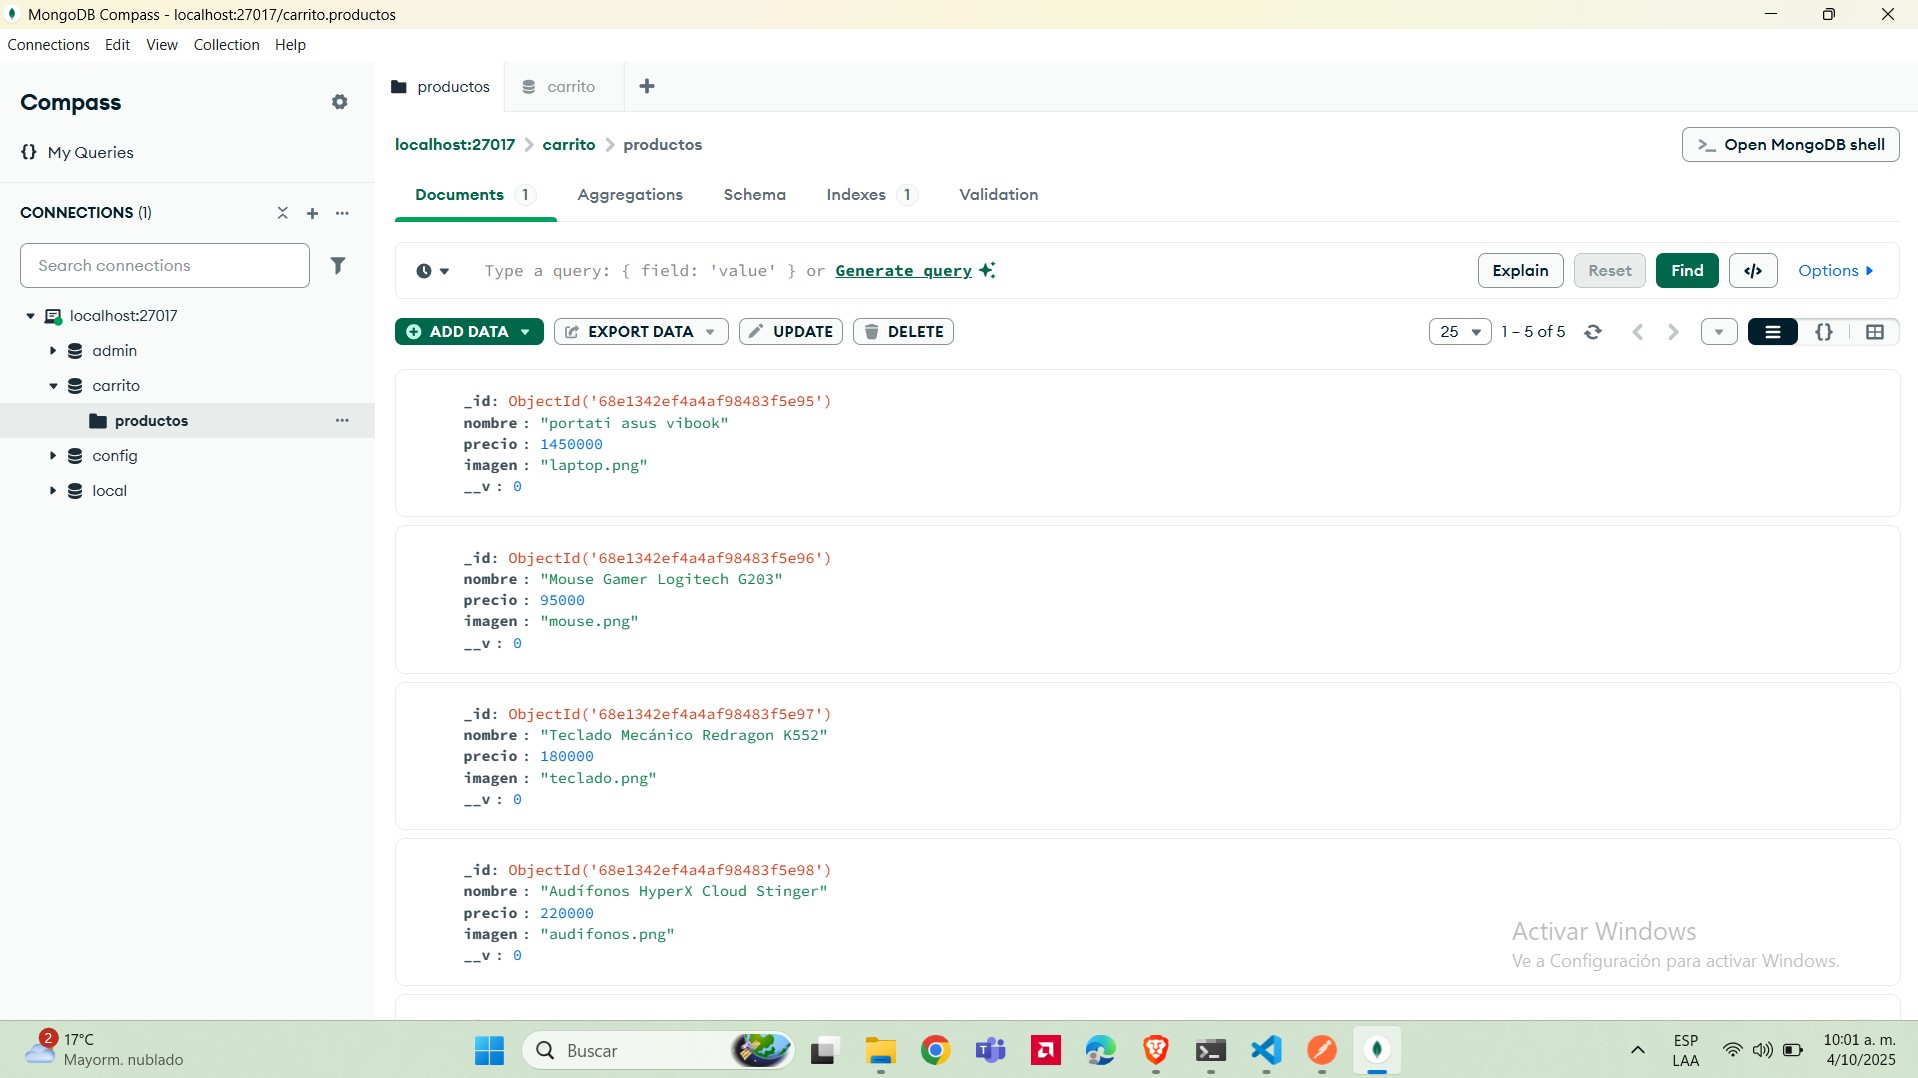 MongoDB Compass - localhost:27017/carrito.productos
Connections Edit View Collection Help
Compass
{} My Queries
CONNECTIONS (1)
Search connections
localhost:27017
admin
carrito
productos
config
local
productos
carrito
localhost:27017 > carrito > productos
>_ Open MongoDB shell
Documents 1 Aggregations Schema Indexes 1 Validation
Type a query: { field: 'value' } or Generate query
Explain Reset Find </> Options
ADD DATA EXPORT DATA UPDATE DELETE
25 1 – 5 of 5 {}
_id: ObjectId('68e1342ef4a4af98483f5e95')
nombre : "portati asus vibook"
precio : 1450000
imagen : "laptop.png"
__v : 0
_id: ObjectId('68e1342ef4a4af98483f5e96')
nombre : "Mouse Gamer Logitech G203"
precio : 95000
imagen : "mouse.png"
__v : 0
_id: ObjectId('68e1342ef4a4af98483f5e97')
nombre : "Teclado Mecánico Redragon K552"
precio : 180000
imagen : "teclado.png"
__v : 0
_id: ObjectId('68e1342ef4a4af98483f5e98')
nombre : "Audífonos HyperX Cloud Stinger"
precio : 220000
imagen : "audifonos.png"
__v : 0
Activar Windows
Ve a Configuración para activar Windows.
2
17°C
Mayorm. nublado
Buscar
ESP
LAA
10:01 a. m.
4/10/2025